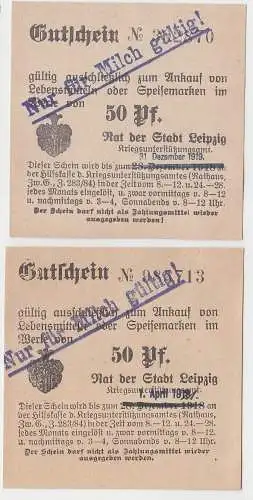 Gutschein №
Nur für Milch gültig!
gültig ausschließlich zum Ankauf von
Lebensmitteln oder Speisemarken im
Werte von
50 Pf.
Rat der Stadt Leipzig
Kriegsunterstützungsamt.
31. Dezember 1919.
Dieser Schein wird bis zum 28. Dezember 1918 a. d.
der Hilfskasse d. Kriegsunterstützungsamtes (Rathaus,
Zw. G., Z. 283/84) in der Zeit vom 8.—12. u. 24.—28.
jedes Monats eingelöst, u. zwar vormittags v. 8—12
u. nachmittags v. 3—4, Sonnabends v. 8—12 Uhr.
Der Schein darf nicht als Zahlungsmittel wieder
ausgegeben werden!
Gutschein №
Nur für Milch gültig!
gültig ausschließlich zum Ankauf von
Lebensmitteln oder Speisemarken im
Werte von
50 Pf.
Rat der Stadt Leipzig
Kriegsunterstützungsamt.
1. April 1919.
Dieser Schein wird bis zum 28. Dezember 1918
der Hilfskasse d. Kriegsunterstützungsamtes (Rathaus,
Zw. G., Z. 283/84) in der Zeit vom 8.—12. u. 24.—28.
jedes Monats eingelöst u. zwar vormittags v. 8—12
u. nachmittags v. 3—4, Sonnabends v. 8—12 Uhr.
Der Schein darf nicht als Zahlungsmittel wieder
ausgegeben werden.